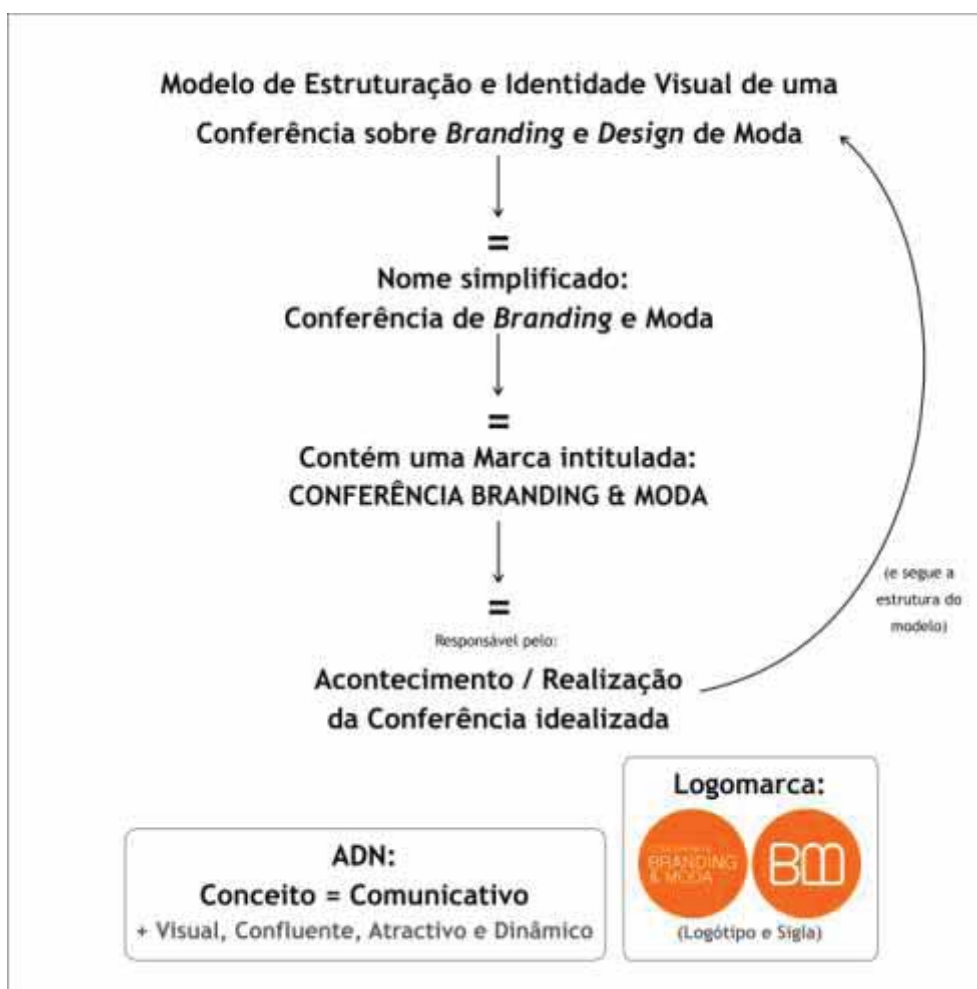 Modelo de Estruturação e Identidade Visual de uma
Conferência sobre Branding e Design de Moda
=
Nome simplificado:
Conferência de Branding e Moda
=
Contém uma Marca intitulada:
CONFERÊNCIA BRANDING & MODA
=
Responsável pelo:
Acontecimento / Realização
da Conferência idealizada
(e segue a
estrutura do
modelo)
ADN:
Conceito = Comunicativo
+ Visual, Confluente, Atractivo e Dinâmico
Logomarca:
BRANDING
& MODA
BM
(Logótipo e Sigla)